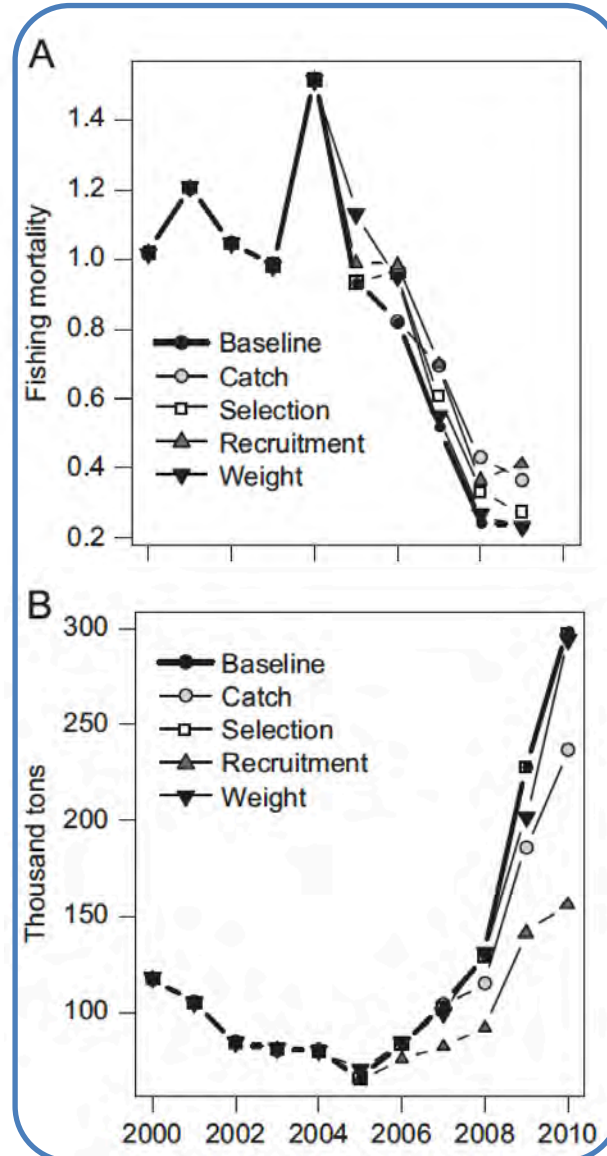 A
Fishing mortality
1.4
1.2
1.0
0.8
0.6
0.4
0.2
Baseline
Catch
Selection
Recruitment
Weight
B
Thousand tons
300
250
200
150
100
Baseline
Catch
Selection
Recruitment
Weight
2000 2002 2004 2006 2008 2010